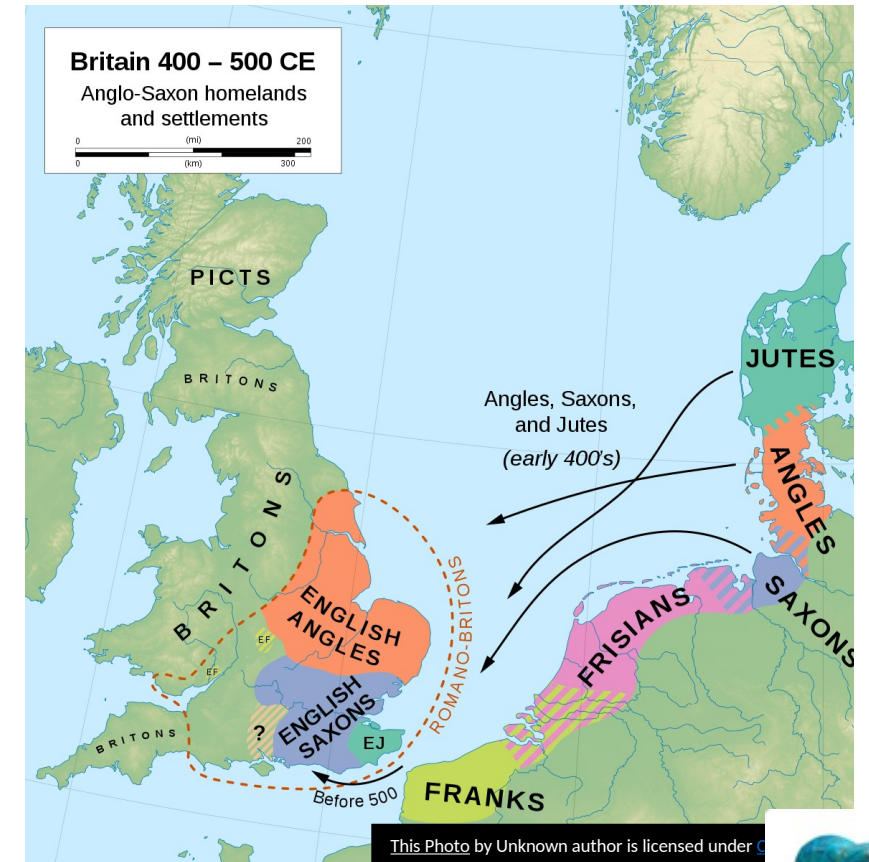 Britain 400 – 500 CE
Anglo-Saxon homelands
and settlements
0 (mi) 200
0 (km) 300
PICTS
BRITONS
JUTES
Angles, Saxons,
and Jutes
(early 400's)
ANGLES
BRITONS
ROMANO-BRITONS
SAXONS
FRISIANS
ENGLISH
ANGLES
EF
EF
ENGLISH
SAXONS
?
EJ
BRITONS
Before 500
FRANKS
This Photo by Unknown author is licensed under